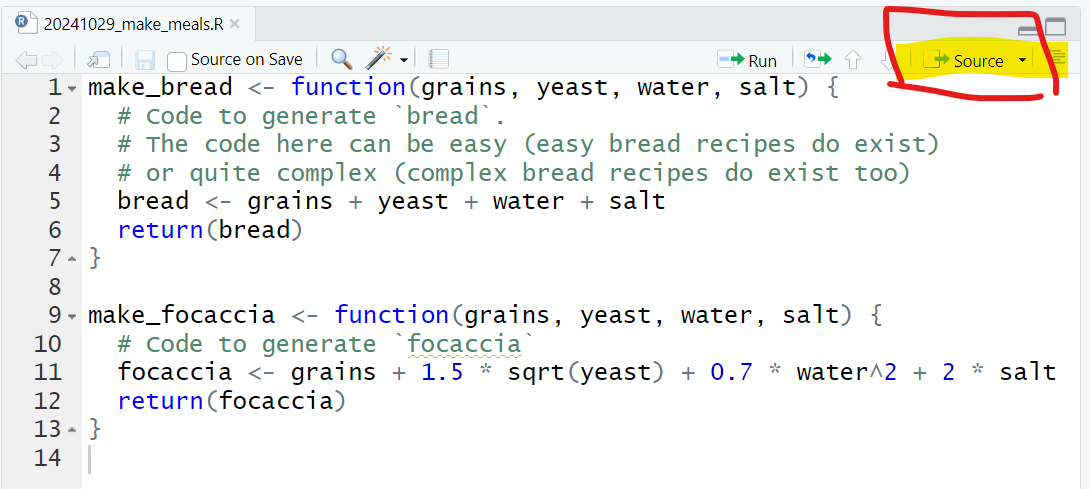 20241029_make_meals.R
Source on Save Run Source
1 make_bread <- function(grains, yeast, water, salt) {
2   # Code to generate `bread`.
3   # The code here can be easy (easy bread recipes do exist)
4   # or quite complex (complex bread recipes do exist too)
5   bread <- grains + yeast + water + salt
6   return(bread)
7 }
8
9 make_focaccia <- function(grains, yeast, water, salt) {
10   # Code to generate `focaccia`
11   focaccia <- grains + 1.5 * sqrt(yeast) + 0.7 * water^2 + 2 * salt
12   return(focaccia)
13 }
14